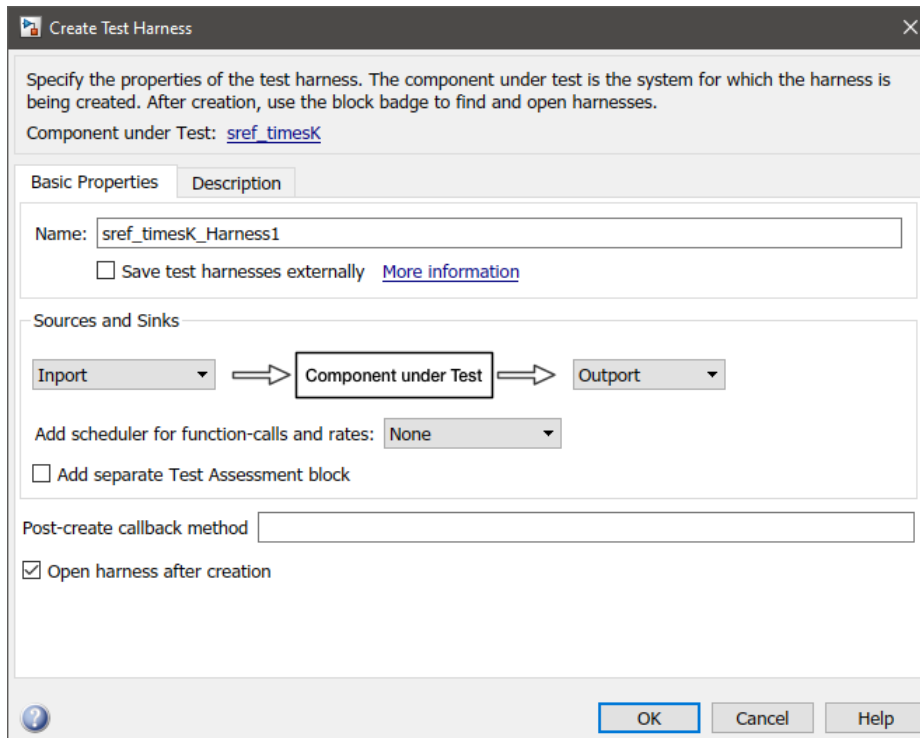 Create Test Harness
Specify the properties of the test harness. The component under test is the system for which the harness is
being created. After creation, use the block badge to find and open harnesses.
Component under Test: sref_timesK
Basic Properties Description
Name: sref_timesK_Harness1
Save test harnesses externally More information
Sources and Sinks
Inport Component under Test Outport
Add scheduler for function-calls and rates: None
Add separate Test Assessment block
Post-create callback method
Open harness after creation
? OK Cancel Help